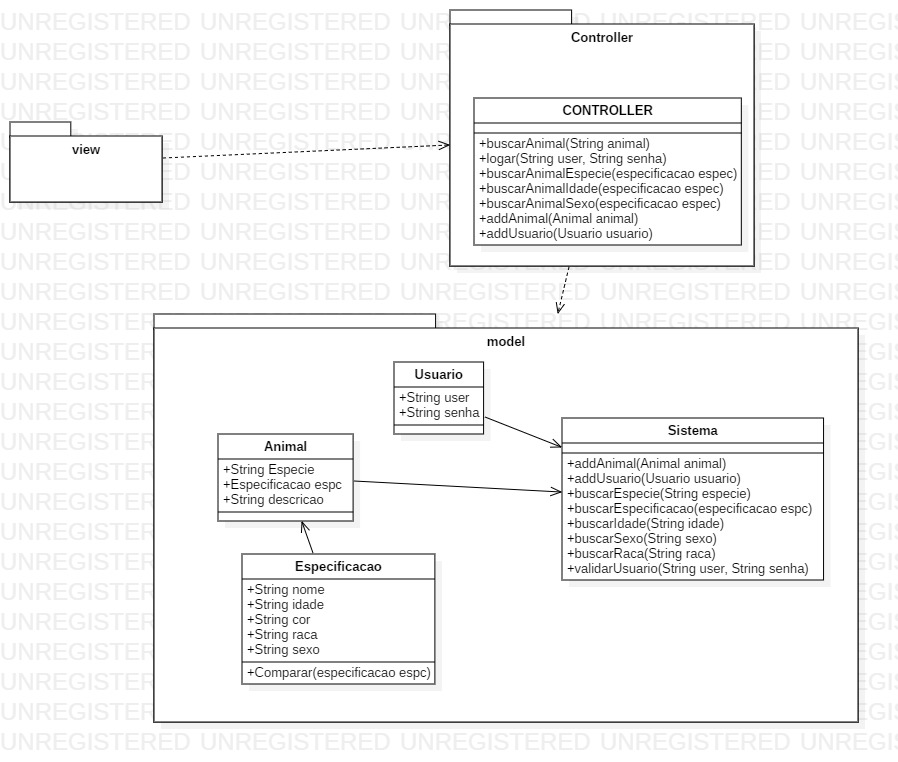 Controller
CONTROLLER
+buscarAnimal(String animal)
+logar(String user, String senha)
+buscarAnimalEspecie(especificacao espec)
+buscarAnimalIdade(especificacao espec)
+buscarAnimalSexo(especificacao espec)
+addAnimal(Animal animal)
+addUsuario(Usuario usuario)
view
model
Usuario
+String user
+String senha
Animal
+String Especie
+Especificacao espc
+String descricao
Sistema
+addAnimal(Animal animal)
+addUsuario(Usuario usuario)
+buscarEspecie(String especie)
+buscarEspecificacao(especificacao espc)
+buscarIdade(String idade)
+buscarSexo(String sexo)
+buscarRaca(String raca)
+validarUsuario(String user, String senha)
Especificacao
+String nome
+String idade
+String cor
+String raca
+String sexo
+Comparar(especificacao espc)
UNREGISTERED